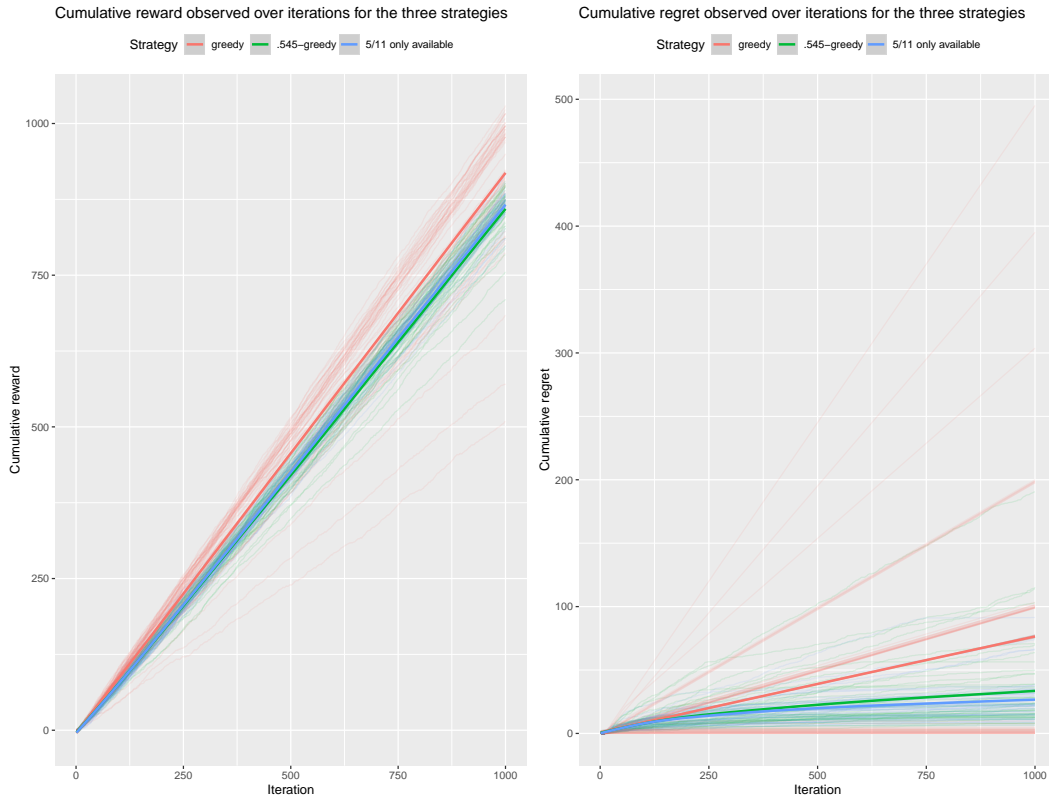 Cumulative reward observed over iterations for the three strategies
Strategy greedy .545−greedy 5/11 only available
1000
750
500
250
0
0 250 500 750 1000
Iteration
Cumulative reward
Cumulative regret observed over iterations for the three strategies
Strategy greedy .545−greedy 5/11 only available
500
400
300
200
100
0
0 250 500 750 1000
Iteration
Cumulative regret